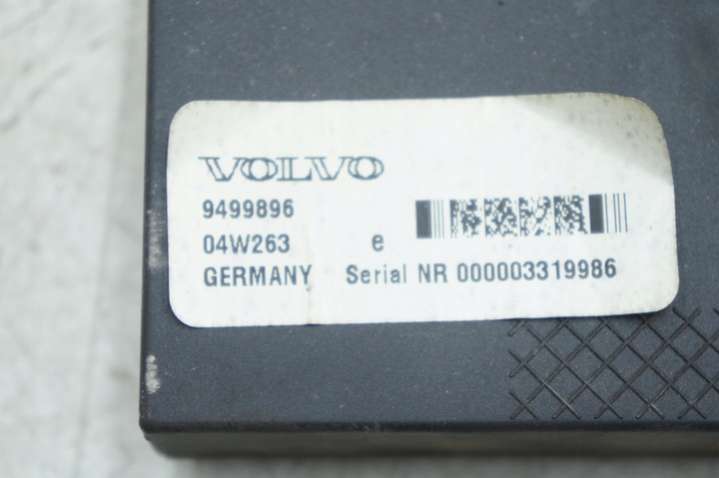 VOLVO
9499896
04W263 e
GERMANY Serial NR 000003319986